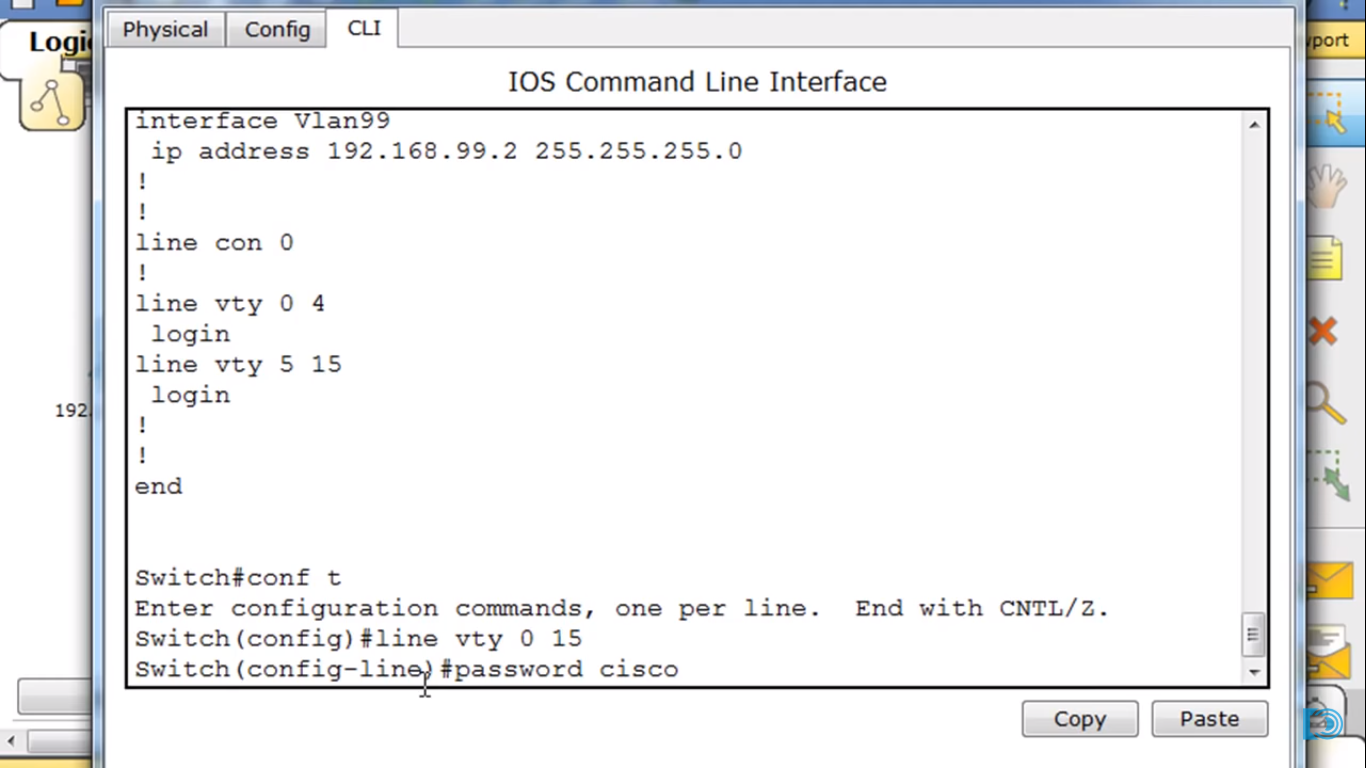 Physical Config CLI
Logic
port
IOS Command Line Interface
interface Vlan99
 ip address 192.168.99.2 255.255.255.0
!
!
line con 0
!
line vty 0 4
 login
line vty 5 15
 login
!
!
end
192.
Switch#conf t
Enter configuration commands, one per line.  End with CNTL/Z.
Switch(config)#line vty 0 15
Switch(config-line)#password cisco
Copy Paste